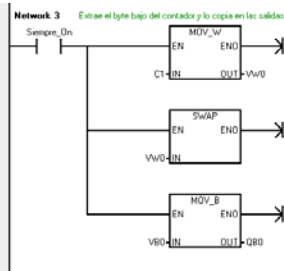 Network 3 Extrae el byte bajo del contador y lo copia en las salidas
Siempre_On
MOV_W
EN ENO
C1 IN OUT VW0
SWAP
EN ENO
VW0 IN
MOV_B
EN ENO
VB0 IN OUT QB0